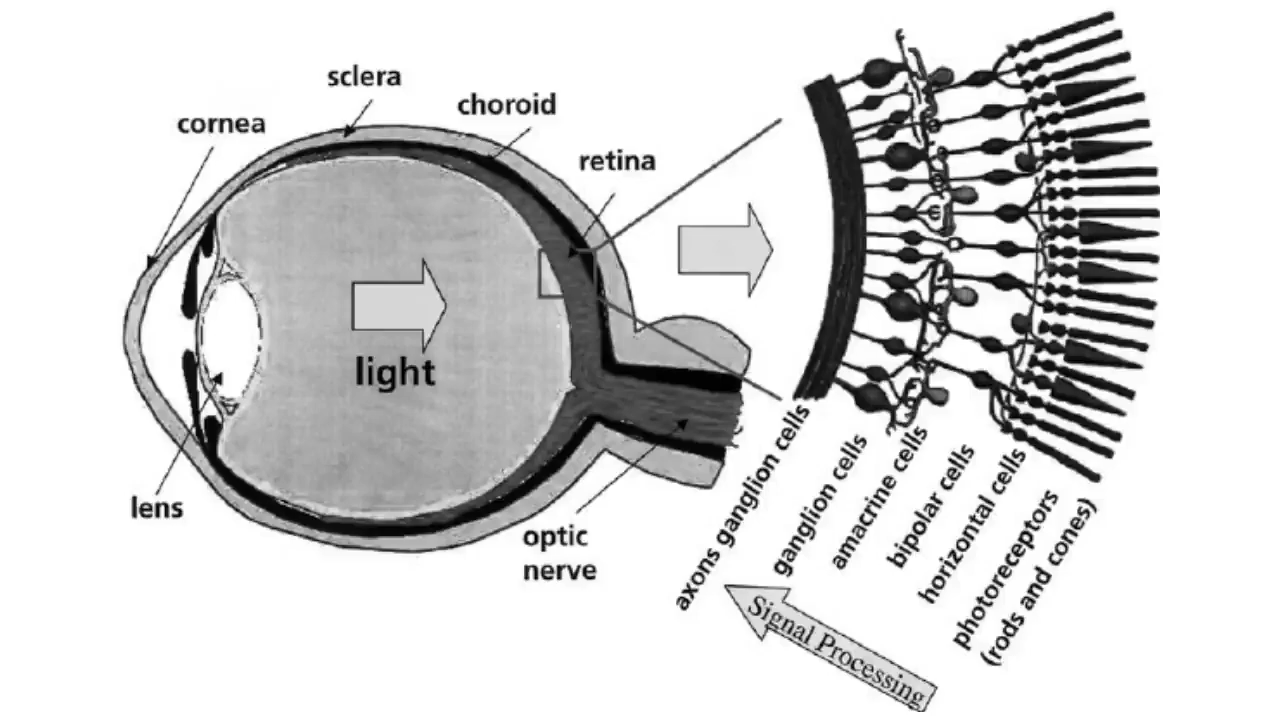 sclera
choroid
cornea
retina
light
lens
optic
nerve
axons ganglion cells
ganglion cells
amacrine cells
bipolar cells
horizontal cells
photoreceptors
(rods and cones)
Signal Processing